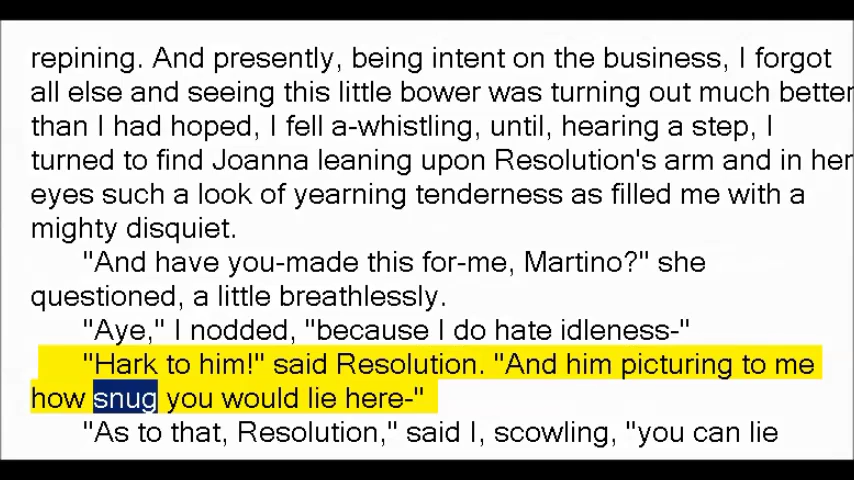 repining. And presently, being intent on the business, I forgot
all else and seeing this little bower was turning out much better
than I had hoped, I fell a-whistling, until, hearing a step, I
turned to find Joanna leaning upon Resolution's arm and in her
eyes such a look of yearning tenderness as filled me with a
mighty disquiet.
"And have you-made this for-me, Martino?" she
questioned, a little breathlessly.
"Aye," I nodded, "because I do hate idleness-"
"Hark to him!" said Resolution. "And him picturing to me
how snug you would lie here-"
"As to that, Resolution," said I, scowling, "you can lie